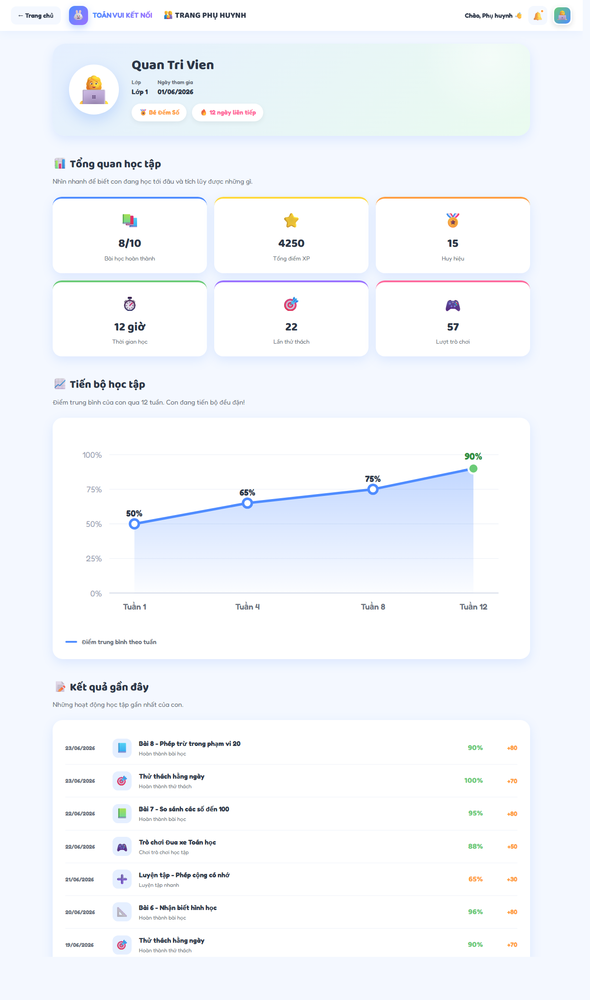 ← Trang chủ
TOÁN VUI KẾT NỐI
TRANG PHỤ HUYNH
Chào, Phụ huynh
Quan Tri Vien
Lớp
Ngày tham gia
Lớp 1
01/06/2026
Bé Đếm Số
12 ngày liên tiếp
Tổng quan học tập
Nhìn nhanh để biết con đang học tới đâu và tích lũy được những gì.
8/10
Bài học hoàn thành
4250
Tổng điểm XP
15
Huy hiệu
12 giờ
Thời gian học
22
Lần thử thách
57
Lượt trò chơi
Tiến bộ học tập
Điểm trung bình của con qua 12 tuần. Con đang tiến bộ đều đặn!
100%
75%
50%
25%
0%
50%
65%
75%
90%
Tuần 1
Tuần 4
Tuần 8
Tuần 12
Điểm trung bình theo tuần
Kết quả gần đây
Những hoạt động học tập gần nhất của con.
23/06/2026
Bài 8 - Phép trừ trong phạm vi 20
Hoàn thành bài học
90%
+80
23/06/2026
Thử thách hằng ngày
Hoàn thành thử thách
100%
+70
22/06/2026
Bài 7 - So sánh các số đến 100
Hoàn thành bài học
95%
+80
22/06/2026
Trò chơi Đua xe Toán học
Chơi trò chơi học tập
88%
+50
21/06/2026
Luyện tập - Phép cộng có nhớ
Luyện tập nhanh
65%
+30
20/06/2026
Bài 6 - Nhận biết hình học
Hoàn thành bài học
96%
+80
19/06/2026
Thử thách hằng ngày
Hoàn thành thử thách
90%
+70